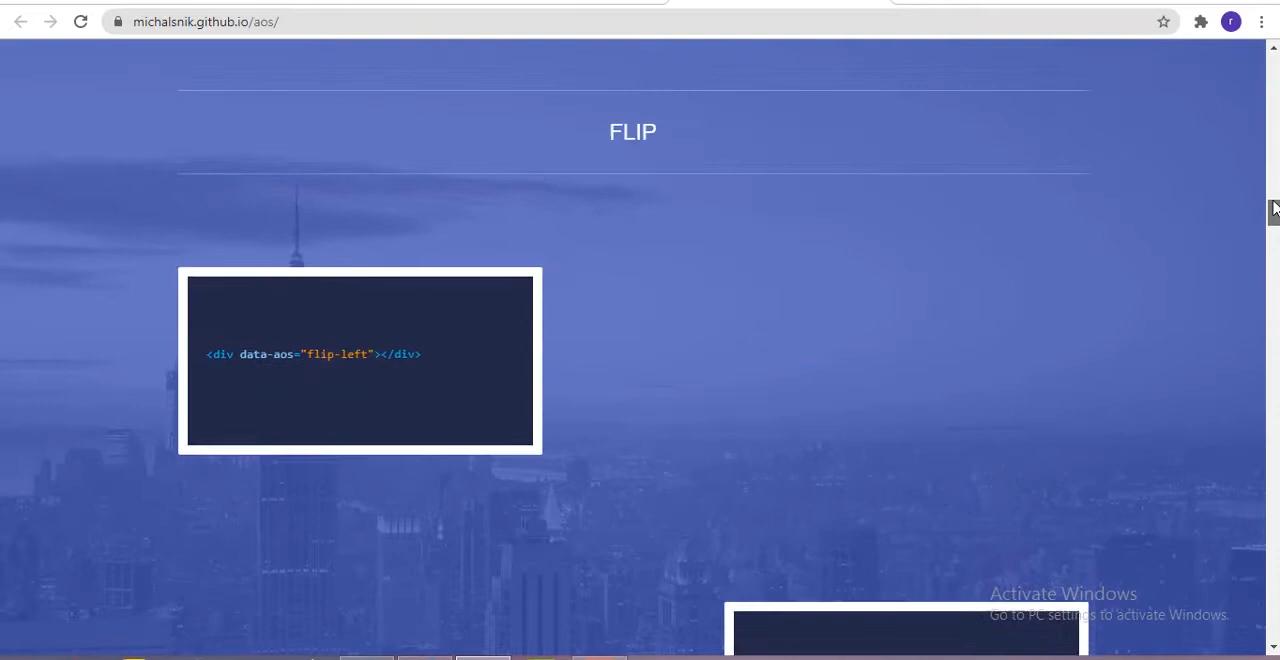 michalsnik.github.io/aos/
r
FLIP
<div data-aos="flip-left"></div>
Activate Windows
Go to PC settings to activate Windows.